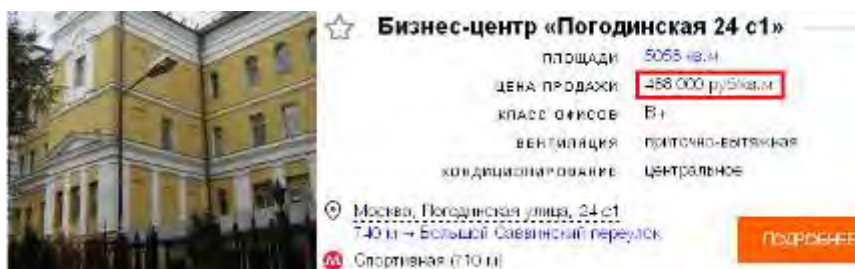 Бизнес-центр «Погодинская 24 с1»
ПЛОЩАДИ 5055 кв.м
ЦЕНА ПРОДАЖИ 488 000 руб/кв.м
КЛАСС ОФИСОВ B+
ВЕНТИЛЯЦИЯ приточно-вытяжная
КОНДИЦИОНИРОВАНИЕ центральное
Москва, Погодинская улица, 24 с1
740 м → Большой Саввинский переулок
ПОДРОБНЕЕ
Спортивная (710 м)